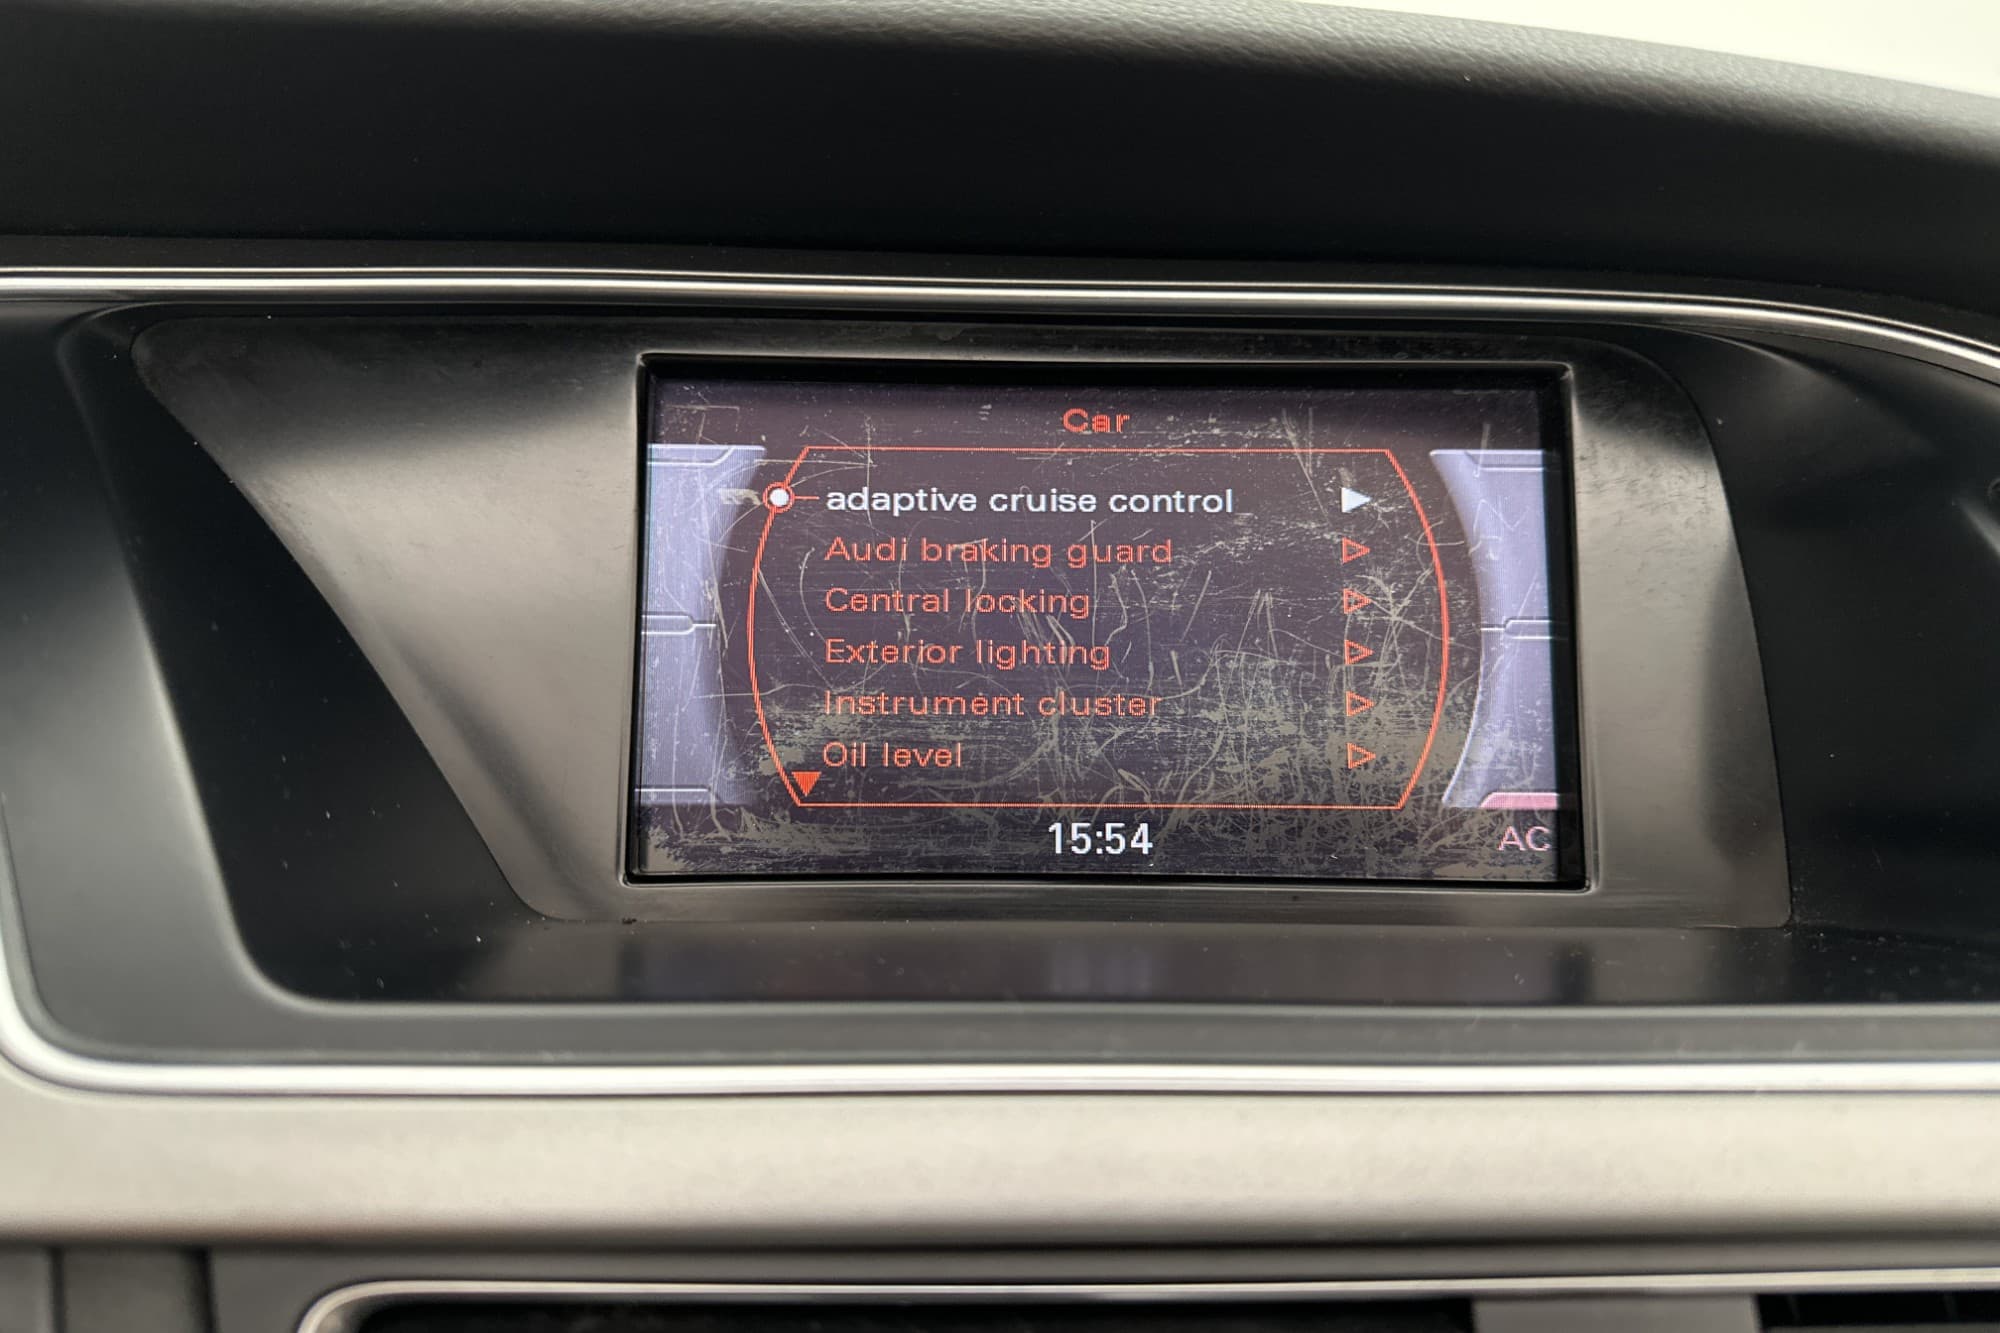 Car
adaptive cruise control
Audi braking guard
Central locking
Exterior lighting
Instrument cluster
Oil level
15:54
AC